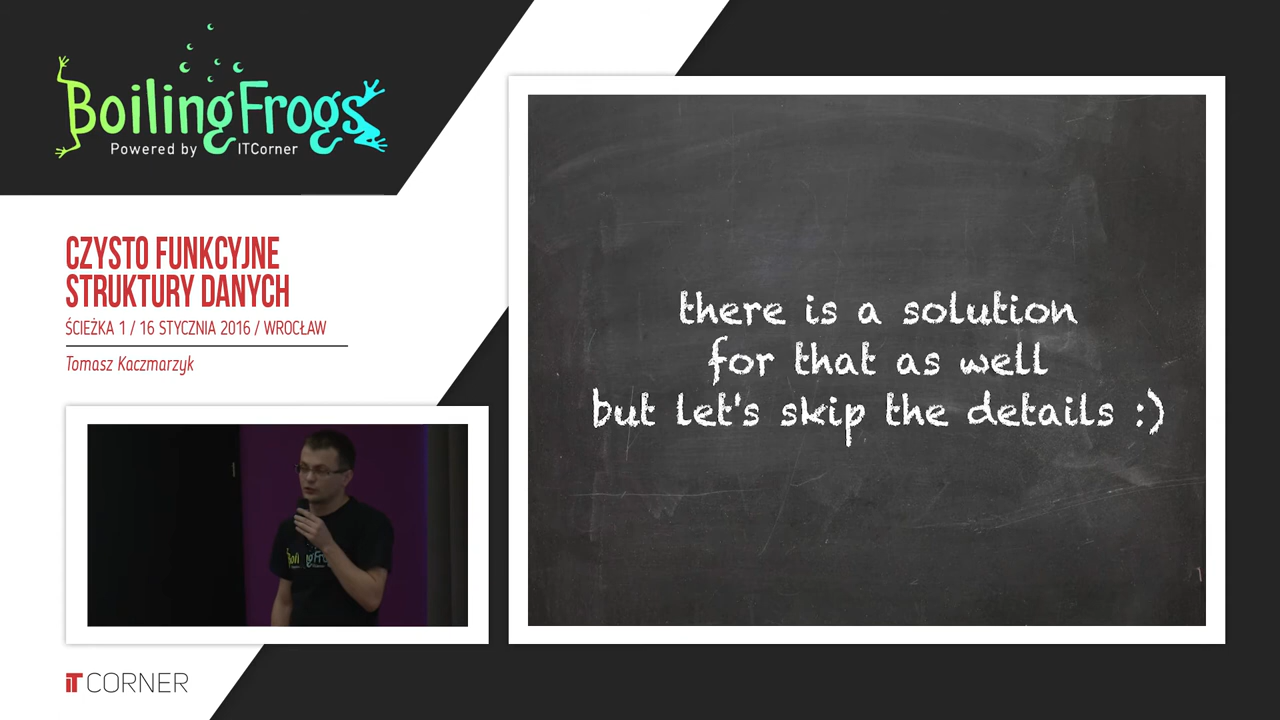 BoilingFrogs
Powered by ITCorner
CZYSTO FUNKCYJNE
STRUKTURY DANYCH
ŚCIEŻKA 1 / 16 STYCZNIA 2016 / WROCŁAW
Tomasz Kaczmarzyk
there is a solution
for that as well
but let's skip the details :)
BoilingFrogs
iT CORNER